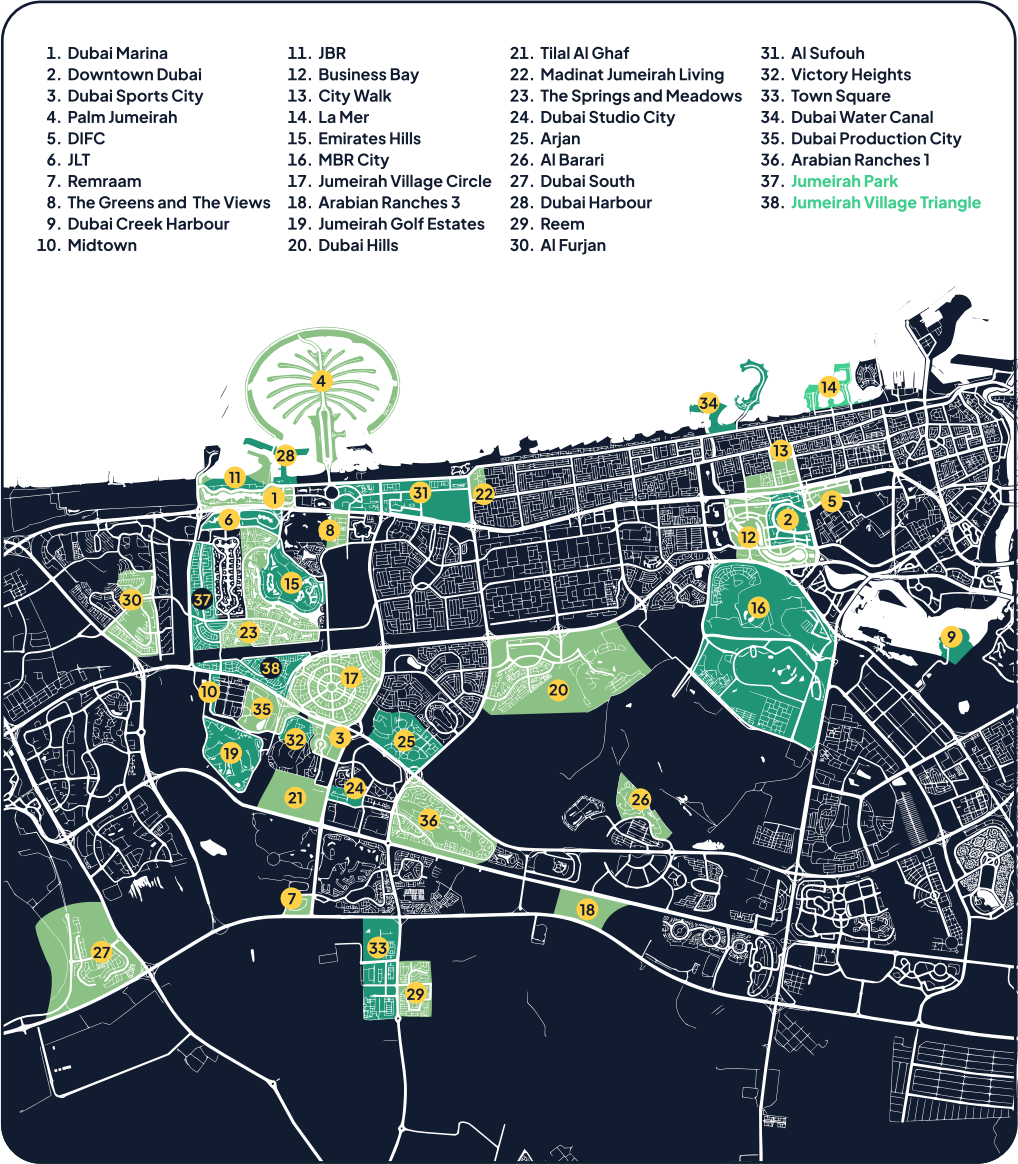 1. Dubai Marina
2. Downtown Dubai
3. Dubai Sports City
4. Palm Jumeirah
5. DIFC
6. JLT
7. Remraam
8. The Greens and The Views
9. Dubai Creek Harbour
10. Midtown
11. JBR
12. Business Bay
13. City Walk
14. La Mer
15. Emirates Hills
16. MBR City
17. Jumeirah Village Circle
18. Arabian Ranches 3
19. Jumeirah Golf Estates
20. Dubai Hills
21. Tilal Al Ghaf
22. Madinat Jumeirah Living
23. The Springs and Meadows
24. Dubai Studio City
25. Arjan
26. Al Barari
27. Dubai South
28. Dubai Harbour
29. Reem
30. Al Furjan
31. Al Sufouh
32. Victory Heights
33. Town Square
34. Dubai Water Canal
35. Dubai Production City
36. Arabian Ranches 1
37. Jumeirah Park
38. Jumeirah Village Triangle
4
14
34
13
28
11
1
31
22
5
6
8
2
12
15
30
37
16
23
9
38
17
10
20
35
3
32
25
19
24
21
26
36
7
18
33
27
29